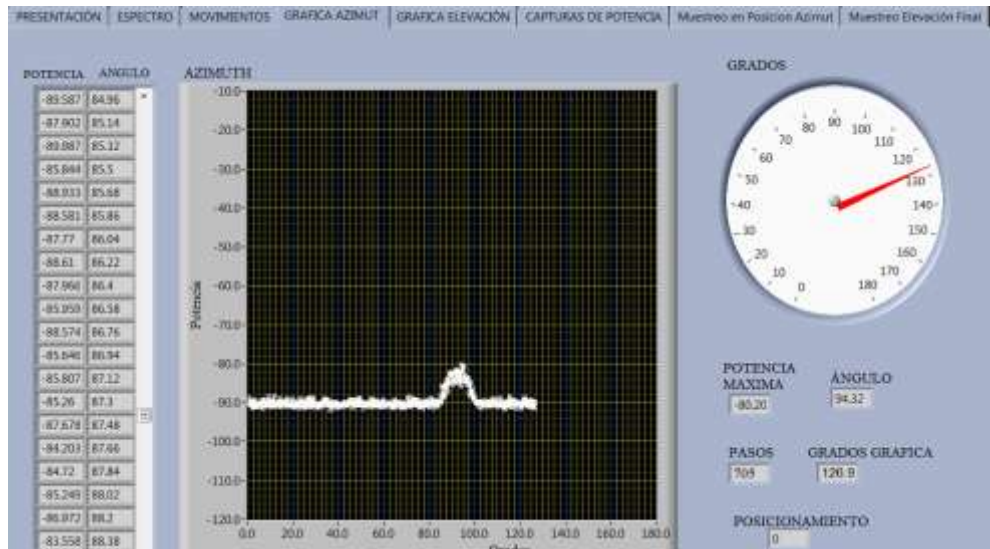 PRESENTACIÓN ESPECTRO MOVIMIENTOS GRAFICA AZIMUT GRAFICA ELEVACIÓN CAPTURAS DE POTENCIA Muestreo en Posicion Azimut Muestreo Elevación Final
POTENCIA ANGULO
-89.587 84.96
-87.902 85.14
-89.987 85.32
-85.844 85.5
-88.933 85.68
-88.581 85.86
-87.77 86.04
-88.61 86.22
-87.966 86.4
-85.959 86.58
-88.574 86.76
-85.646 86.94
-85.807 87.12
-85.26 87.3
-87.678 87.48
-84.203 87.66
-84.72 87.84
-85.249 88.02
-86.972 88.2
-83.558 88.38
AZIMUTH
Potencia
-10.0
-20.0
-30.0
-40.0
-50.0
-60.0
-70.0
-80.0
-90.0
-100.0
-110.0
-120.0
0.0 20.0 40.0 60.0 80.0 100.0 120.0 140.0 160.0 180.0
Grados
GRADOS
0 10 20 30 40 50 60 70 80 90 100 110 120 130 140 150 160 170 180
POTENCIA MAXIMA
-80.20
ÁNGULO
94.32
PASOS
705
GRADOS GRAFICA
126.9
POSICIONAMIENTO
0